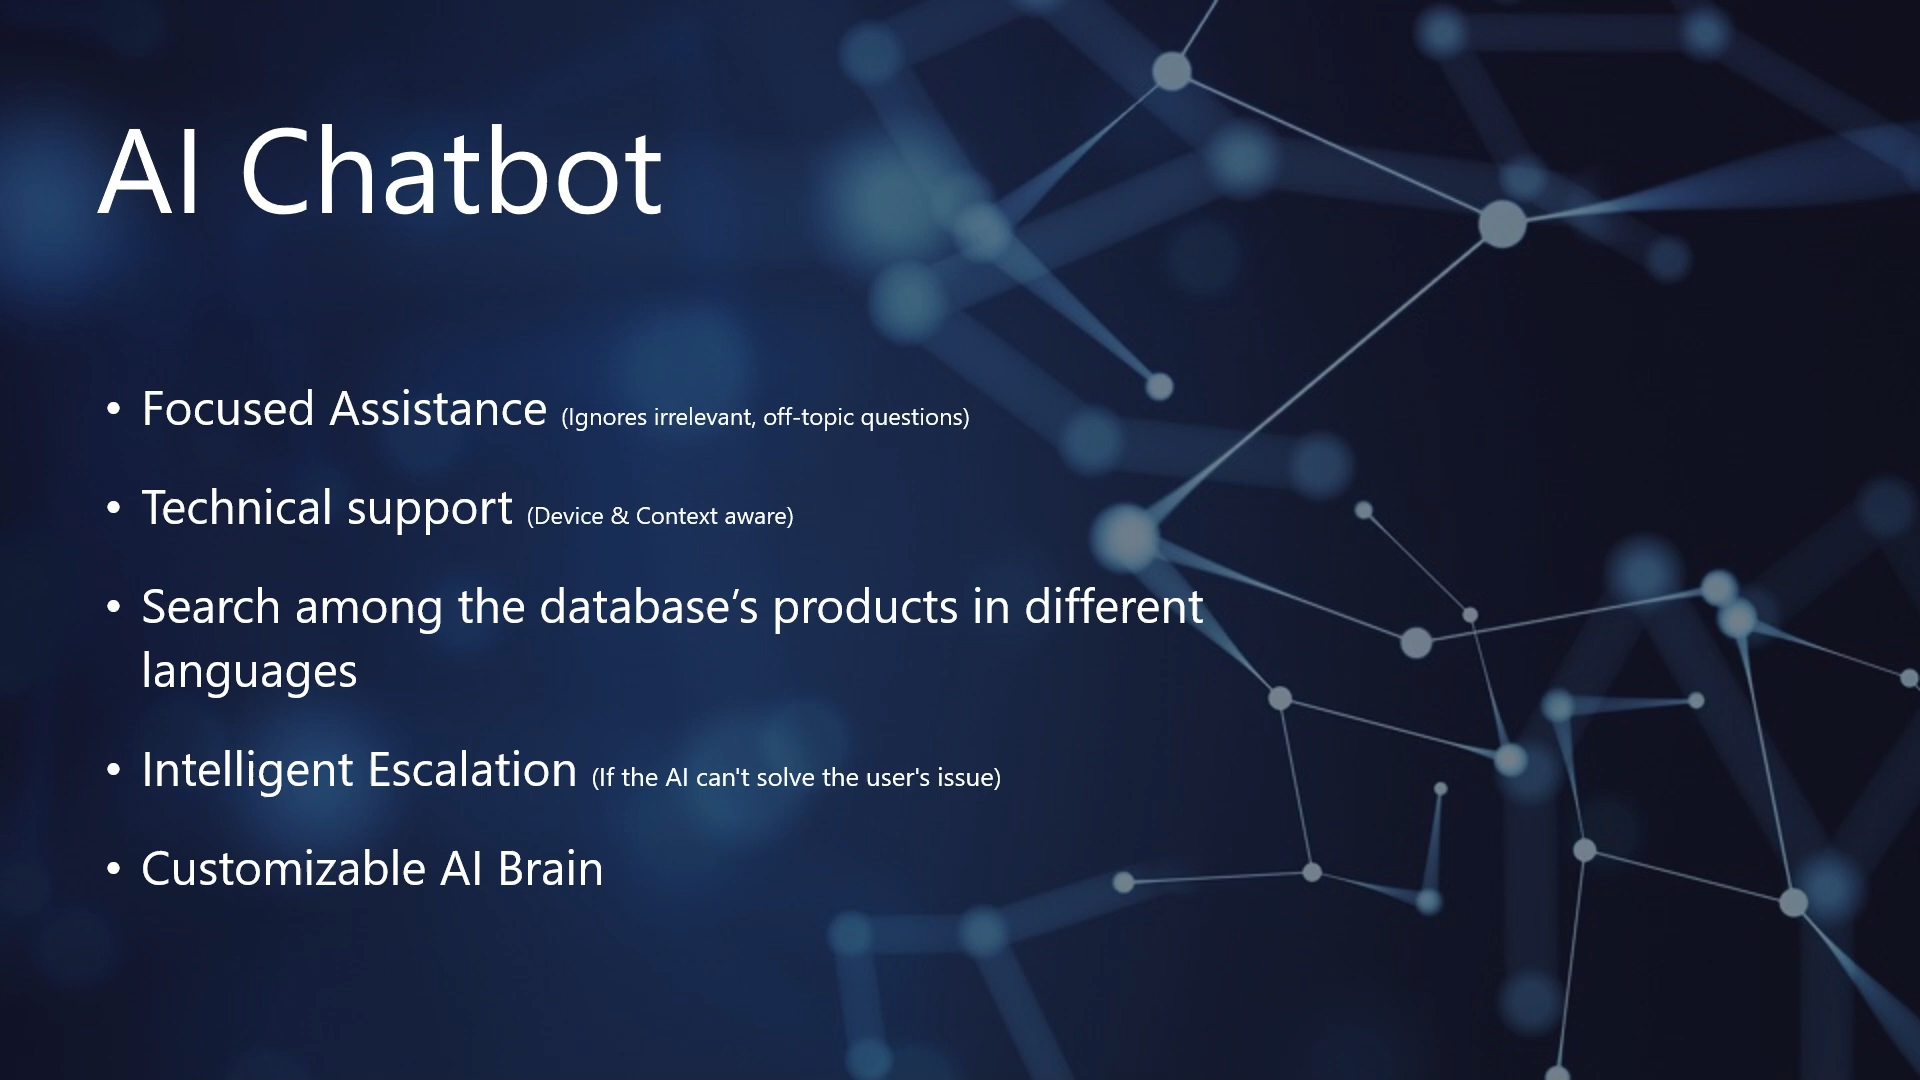 AI Chatbot
• Focused Assistance (Ignores irrelevant, off-topic questions)
• Technical support (Device & Context aware)
• Search among the database’s products in different
languages
• Intelligent Escalation (If the AI can't solve the user's issue)
• Customizable AI Brain